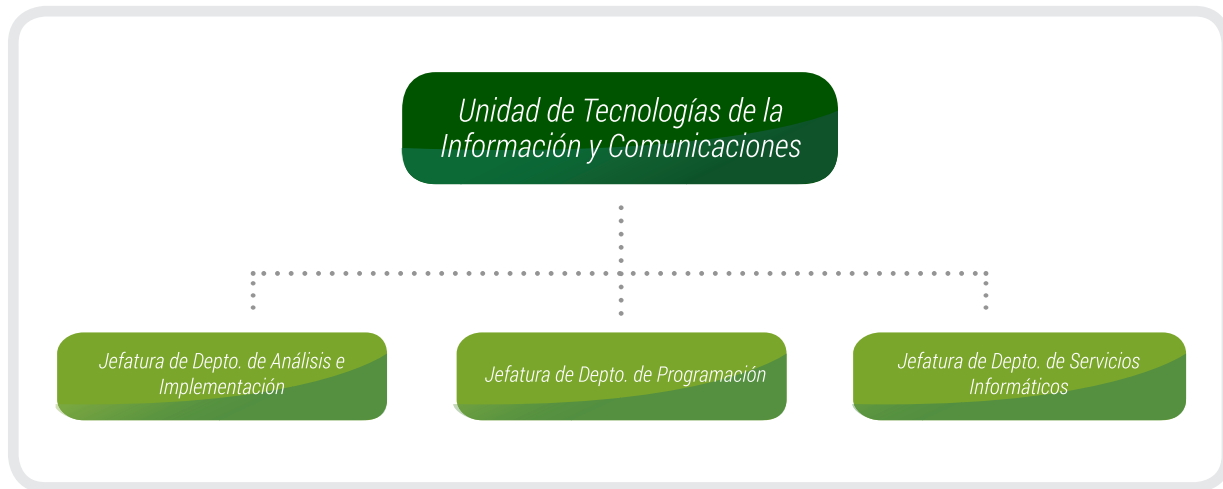 Unidad de Tecnologías de la
Información y Comunicaciones
Jefatura de Depto. de Análisis e
Implementación
Jefatura de Depto. de Programación
Jefatura de Depto. de Servicios
Informáticos